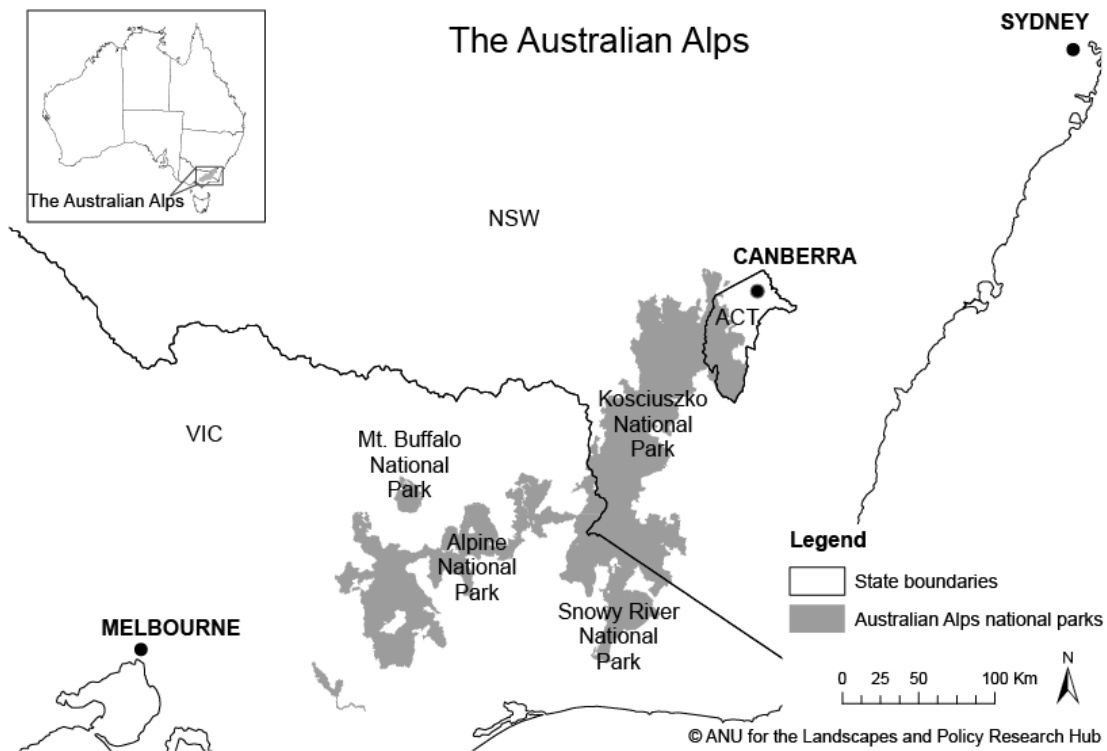 The Australian Alps
SYDNEY
The Australian Alps
NSW
CANBERRA
ACT
Kosciuszko
National
Park
VIC
Mt. Buffalo
National
Park
Alpine
National
Park
Snowy River
National
Park
MELBOURNE
Legend
State boundaries
Australian Alps national parks
0 25 50 100 Km
N
© ANU for the Landscapes and Policy Research Hub